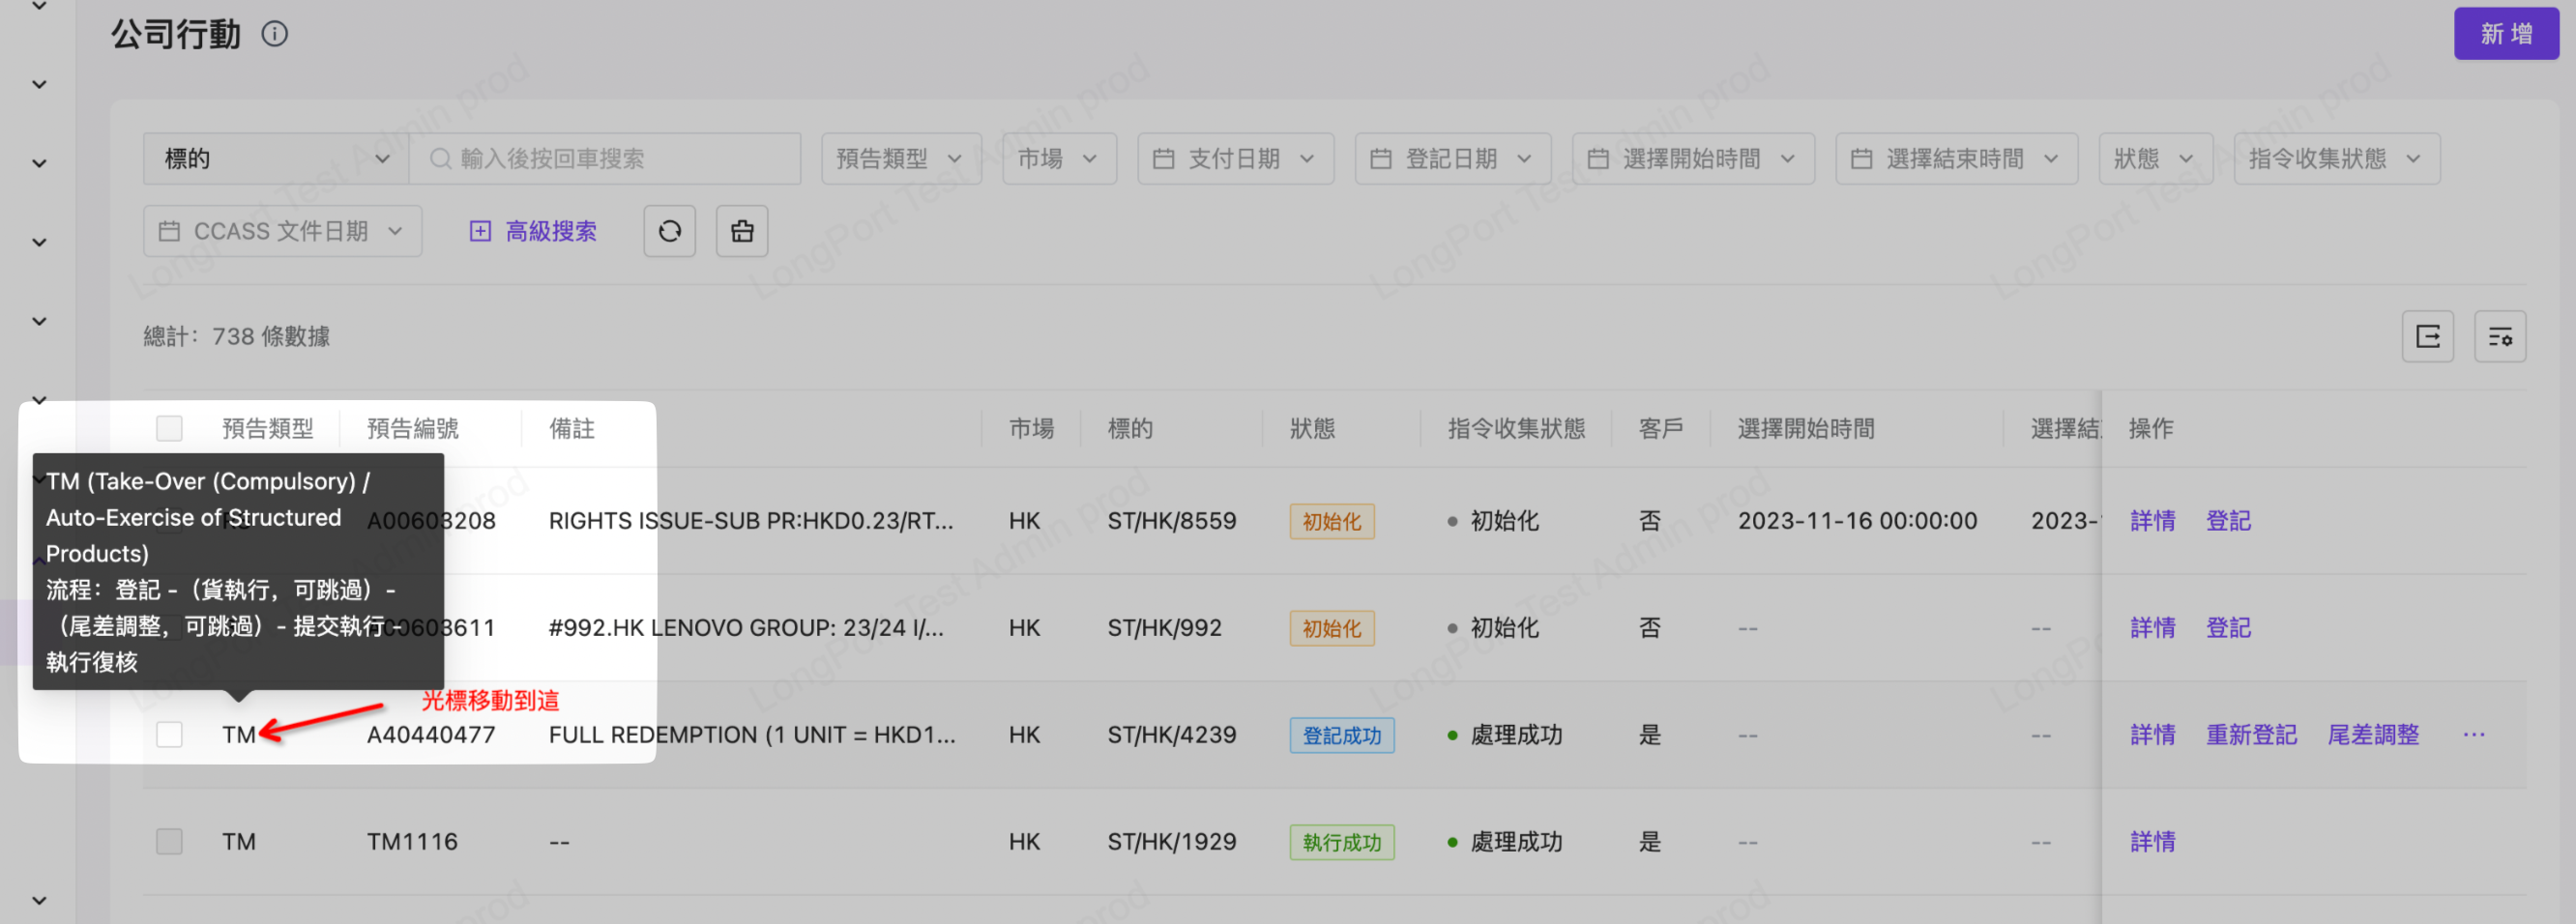 公司行動
新 增
標的 輸入後按回車搜索 預告類型 市場 支付日期 登記日期 選擇開始時間 選擇結束時間 狀態 指令收集狀態
CCASS 文件日期 高級搜索
總計：738 條數據
預告類型 預告編號 備註 市場 標的 狀態 指令收集狀態 客戶 選擇開始時間 選擇結 操作
TM (Take-Over (Compulsory) /
Auto-Exercise of Structured
Products)
流程：登記 -（貨執行，可跳過）-
（尾差調整，可跳過）- 提交執行 -
執行復核
A00603208 RIGHTS ISSUE-SUB PR:HKD0.23/RT... HK ST/HK/8559 初始化 初始化 否 2023-11-16 00:00:00 2023- 詳情 登記
A00603611 #992.HK LENOVO GROUP: 23/24 I/... HK ST/HK/992 初始化 初始化 否 -- -- 詳情 登記
光標移動到這
TM A40440477 FULL REDEMPTION (1 UNIT = HKD1... HK ST/HK/4239 登記成功 處理成功 是 -- -- 詳情 重新登記 尾差調整 ...
TM TM1116 -- HK ST/HK/1929 執行成功 處理成功 是 -- -- 詳情
LongPort Test Admin prod